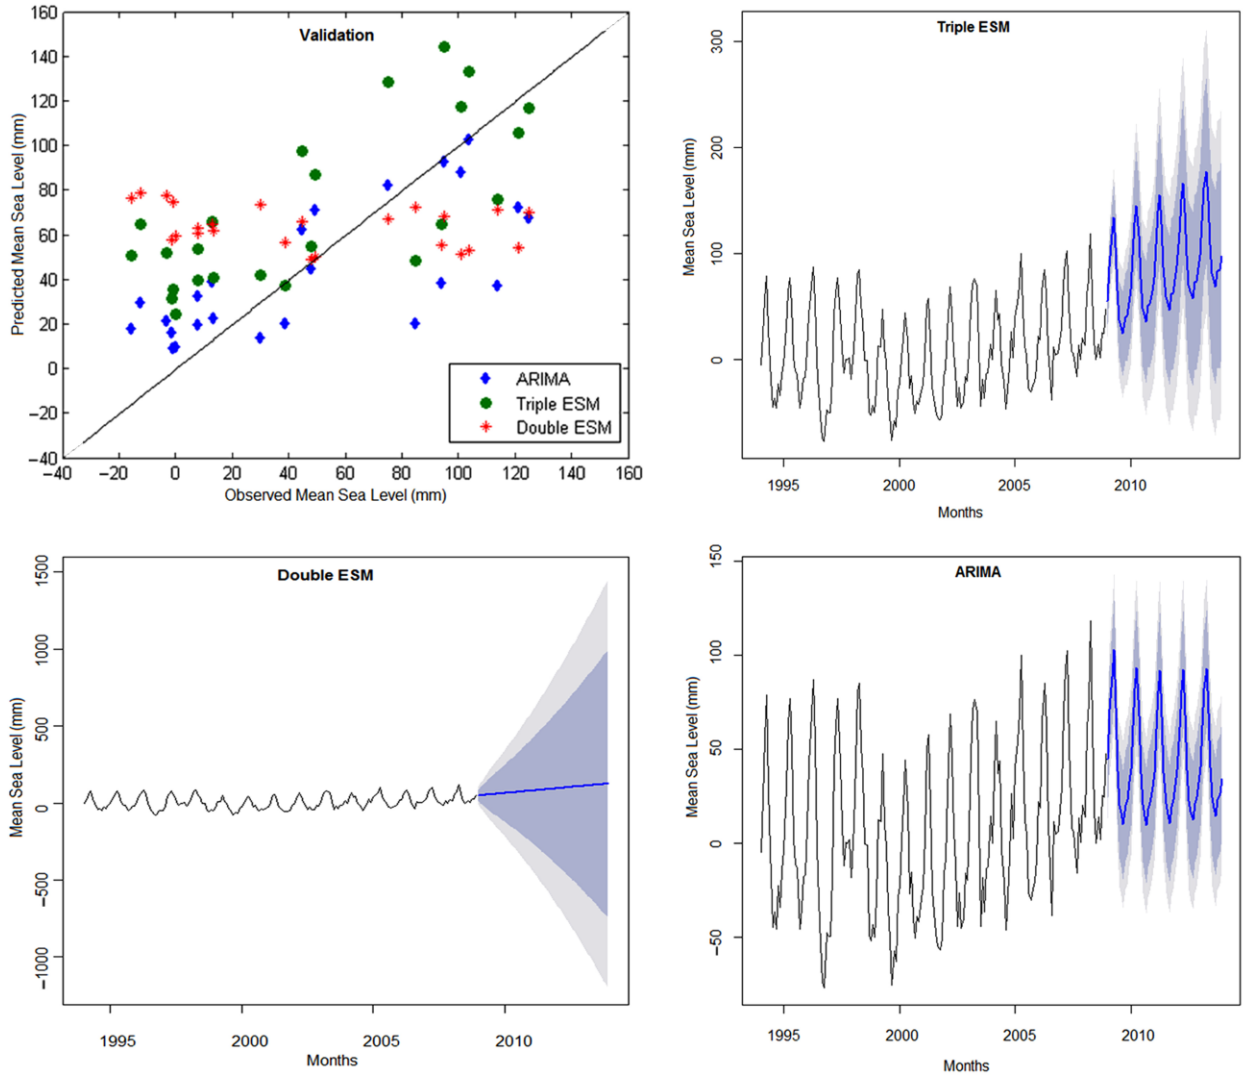 Validation
Predicted Mean Sea Level (mm)
160
140
120
100
80
60
40
20
0
−20
−40
−40 −20 0 20 40 60 80 100 120 140 160
Observed Mean Sea Level (mm)
ARIMA
Triple ESM
Double ESM
Triple ESM
Mean Sea Level (mm)
300
200
100
0
1995 2000 2005 2010
Months
Double ESM
Mean Sea Level (mm)
1500
1000
500
0
−500
−1000
1995 2000 2005 2010
Months
ARIMA
Mean Sea Level (mm)
150
100
50
0
−50
1995 2000 2005 2010
Months